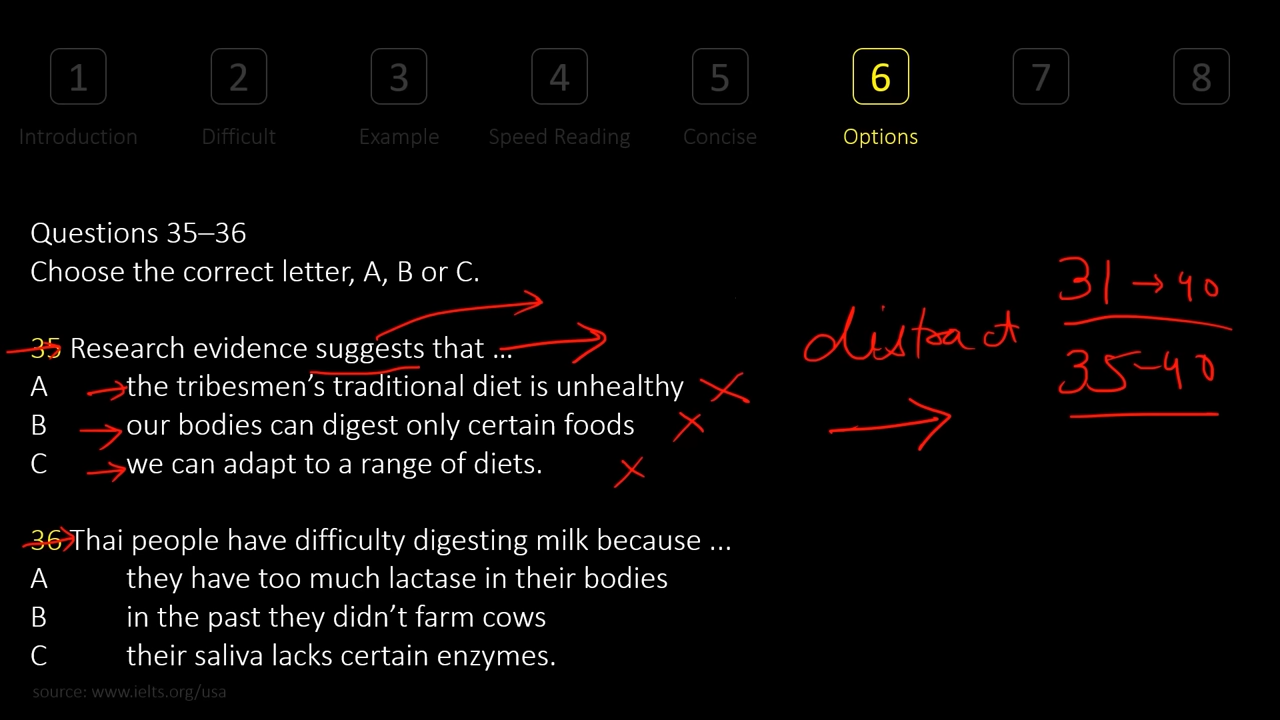 1 2 3 4 5 6 7 8
Introduction Difficult Example Speed Reading Concise Options
Questions 35–36
Choose the correct letter, A, B or C.
35 Research evidence suggests that ...
A the tribesmen’s traditional diet is unhealthy
B our bodies can digest only certain foods
C we can adapt to a range of diets.
36 Thai people have difficulty digesting milk because ...
A they have too much lactase in their bodies
B in the past they didn’t farm cows
C their saliva lacks certain enzymes.
source: www.ielts.org/usa
distract
31 → 40
35-40